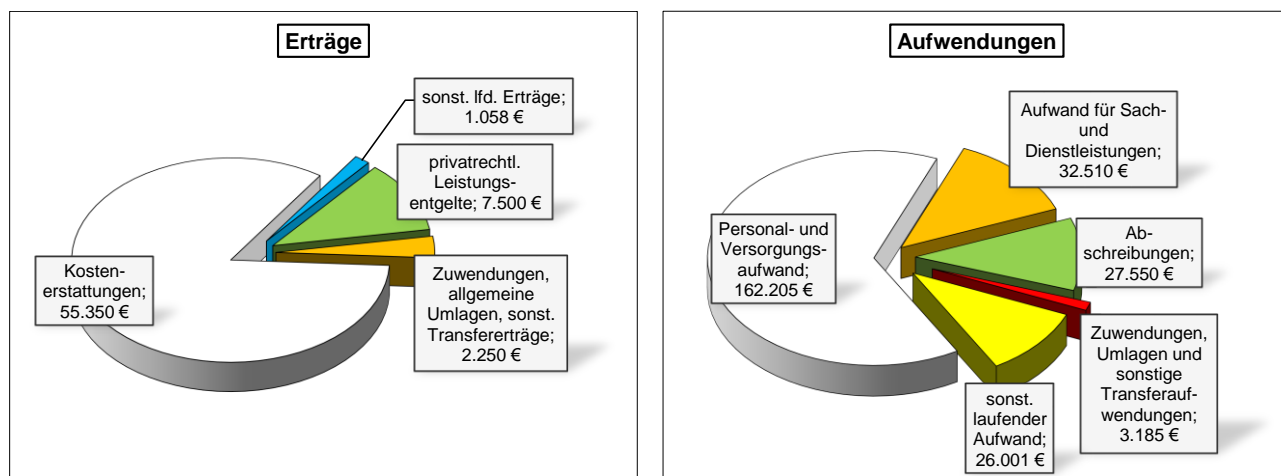 Erträge
sonst. lfd. Erträge;
1.058 €
privatrechtl.
Leistungs-
entgelte; 7.500 €
Kosten-
erstattungen;
55.350 €
Zuwendungen,
allgemeine
Umlagen, sonst.
Transfererträge;
2.250 €
Aufwendungen
Aufwand für Sach-
und
Dienstleistungen;
32.510 €
Personal- und
Versorgungs-
aufwand;
162.205 €
Ab-
schreibungen;
27.550 €
Zuwendungen,
Umlagen und
sonstige
Transferauf-
wendungen;
3.185 €
sonst.
laufender
Aufwand;
26.001 €